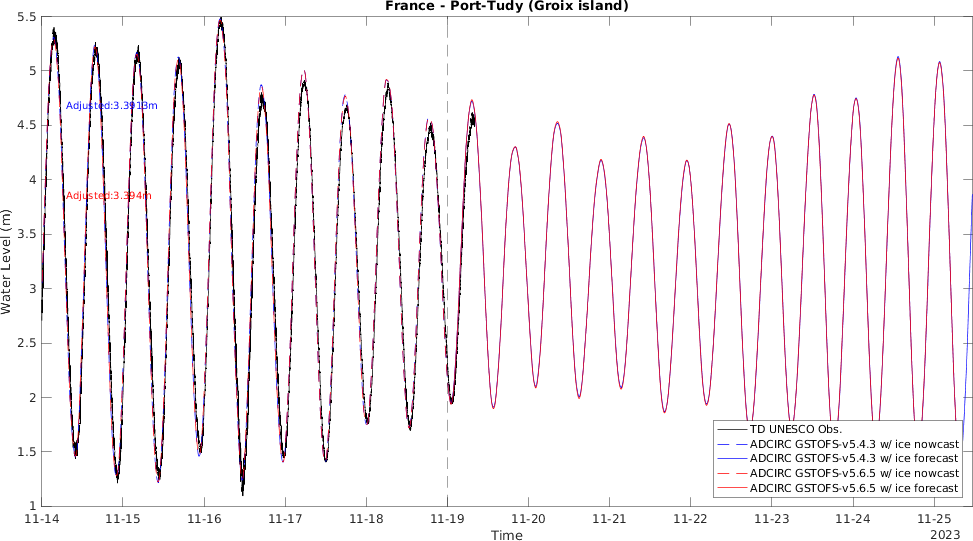 France - Port-Tudy (Groix island)
5.5
5
4.5
4
3.5
3
2.5
2
1.5
1
Water Level (m)
Adjusted:3.3913m
Adjusted:3.394m
TD UNESCO Obs.
ADCIRC GSTOFS-v5.4.3 w/ ice nowcast
ADCIRC GSTOFS-v5.4.3 w/ ice forecast
ADCIRC GSTOFS-v5.6.5 w/ ice nowcast
ADCIRC GSTOFS-v5.6.5 w/ ice forecast
11-14 11-15 11-16 11-17 11-18 11-19 11-20 11-21 11-22 11-23 11-24 11-25
Time
2023